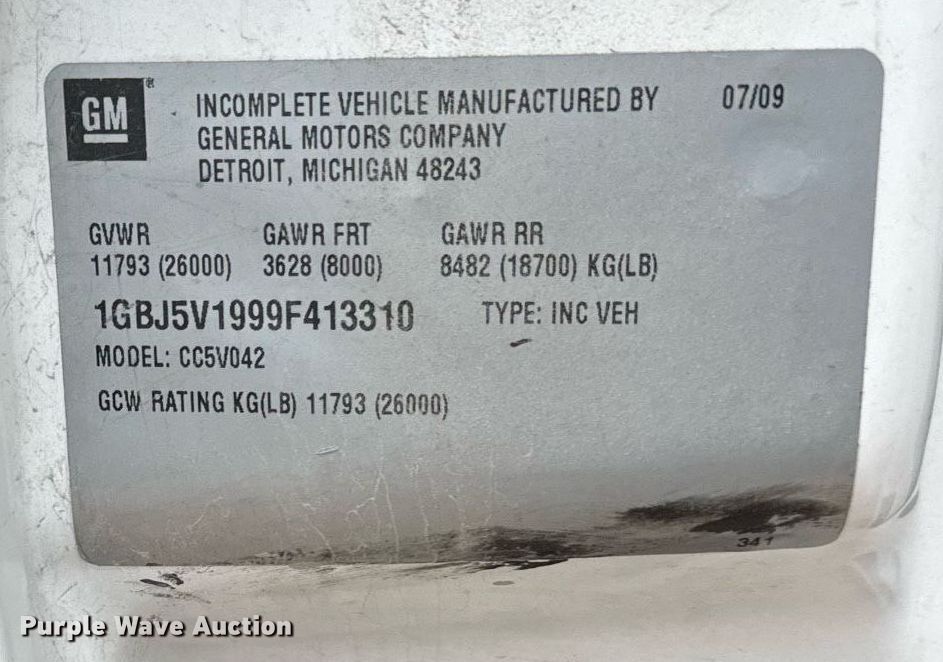 GM ®
INCOMPLETE VEHICLE MANUFACTURED BY 07/09
GENERAL MOTORS COMPANY
DETROIT, MICHIGAN 48243
GVWR GAWR FRT GAWR RR
11793 (26000) 3628 (8000) 8482 (18700) KG(LB)
1GBJ5V1999F413310 TYPE: INC VEH
MODEL: CC5V042
GCW RATING KG(LB) 11793 (26000)
341
Purple Wave Auction